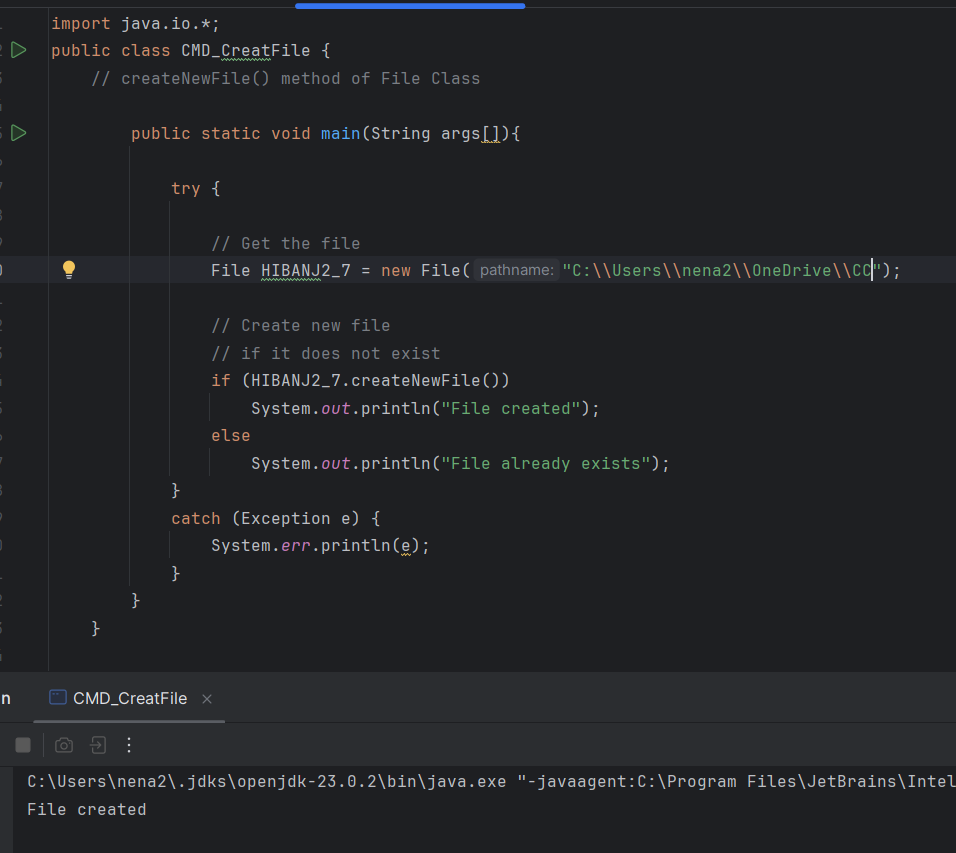 import java.io.*;
public class CMD_CreatFile {
// createNewFile() method of File Class
public static void main(String args[]){
try {
// Get the file
File HIBANJ2_7 = new File( pathname: "C:\\Users\\nena2\\OneDrive\\CC");
// Create new file
// if it does not exist
if (HIBANJ2_7.createNewFile())
System.out.println("File created");
else
System.out.println("File already exists");
}
catch (Exception e) {
System.err.println(e);
}
}
}
n CMD_CreatFile
C:\Users\nena2\.jdks\openjdk-23.0.2\bin\java.exe "-javaagent:C:\Program Files\JetBrains\Intel
File created